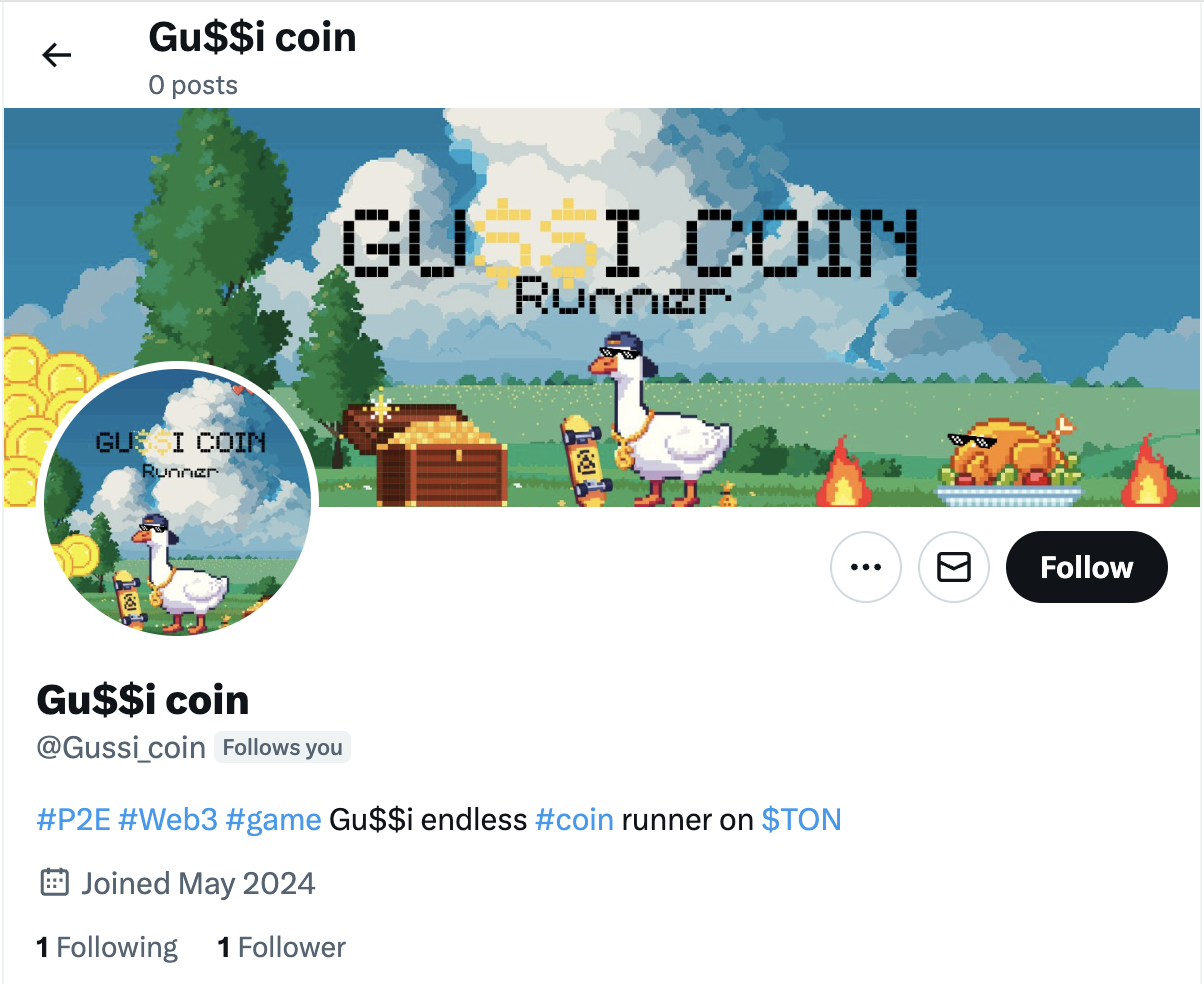 Gu$$i coin
0 posts
GU$$I COIN
Runner
GU$$I COIN
Runner
Follow
Gu$$i coin
@Gussi_coin Follows you
#P2E #Web3 #game Gu$$i endless #coin runner on $TON
Joined May 2024
1 Following 1 Follower